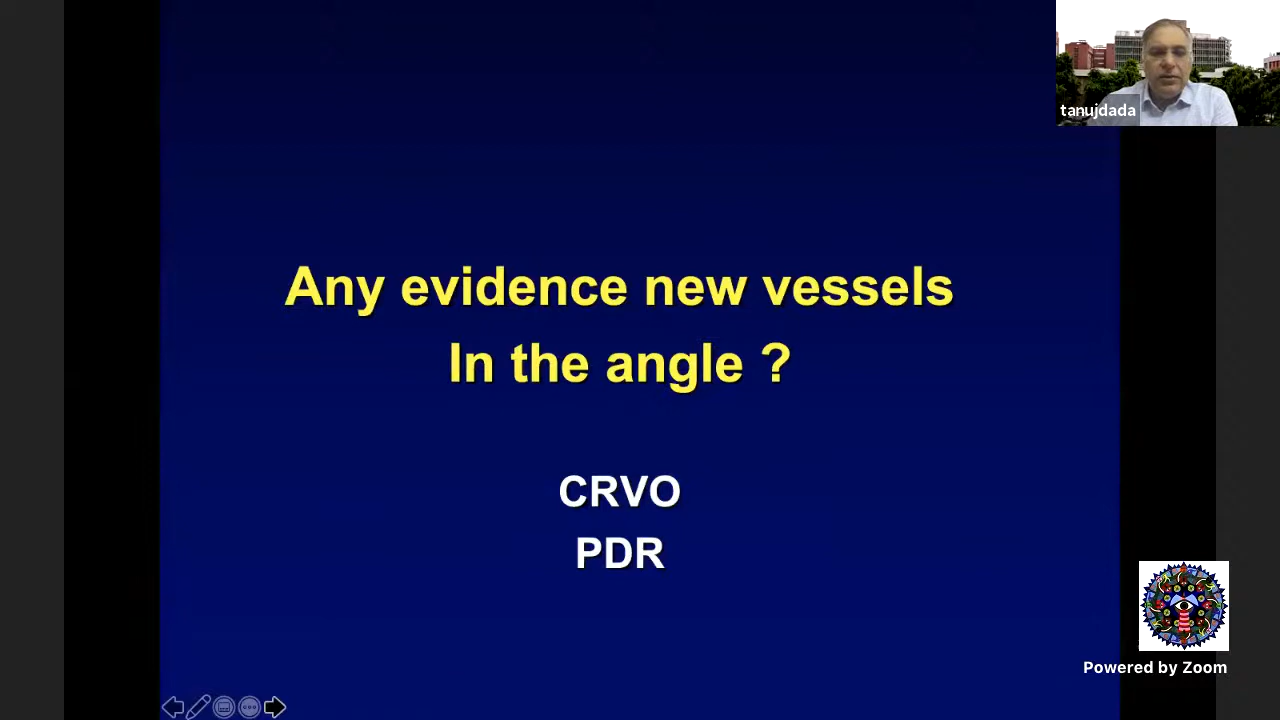 tanujdada
Any evidence new vessels
In the angle ?
CRVO
PDR
Powered by Zoom